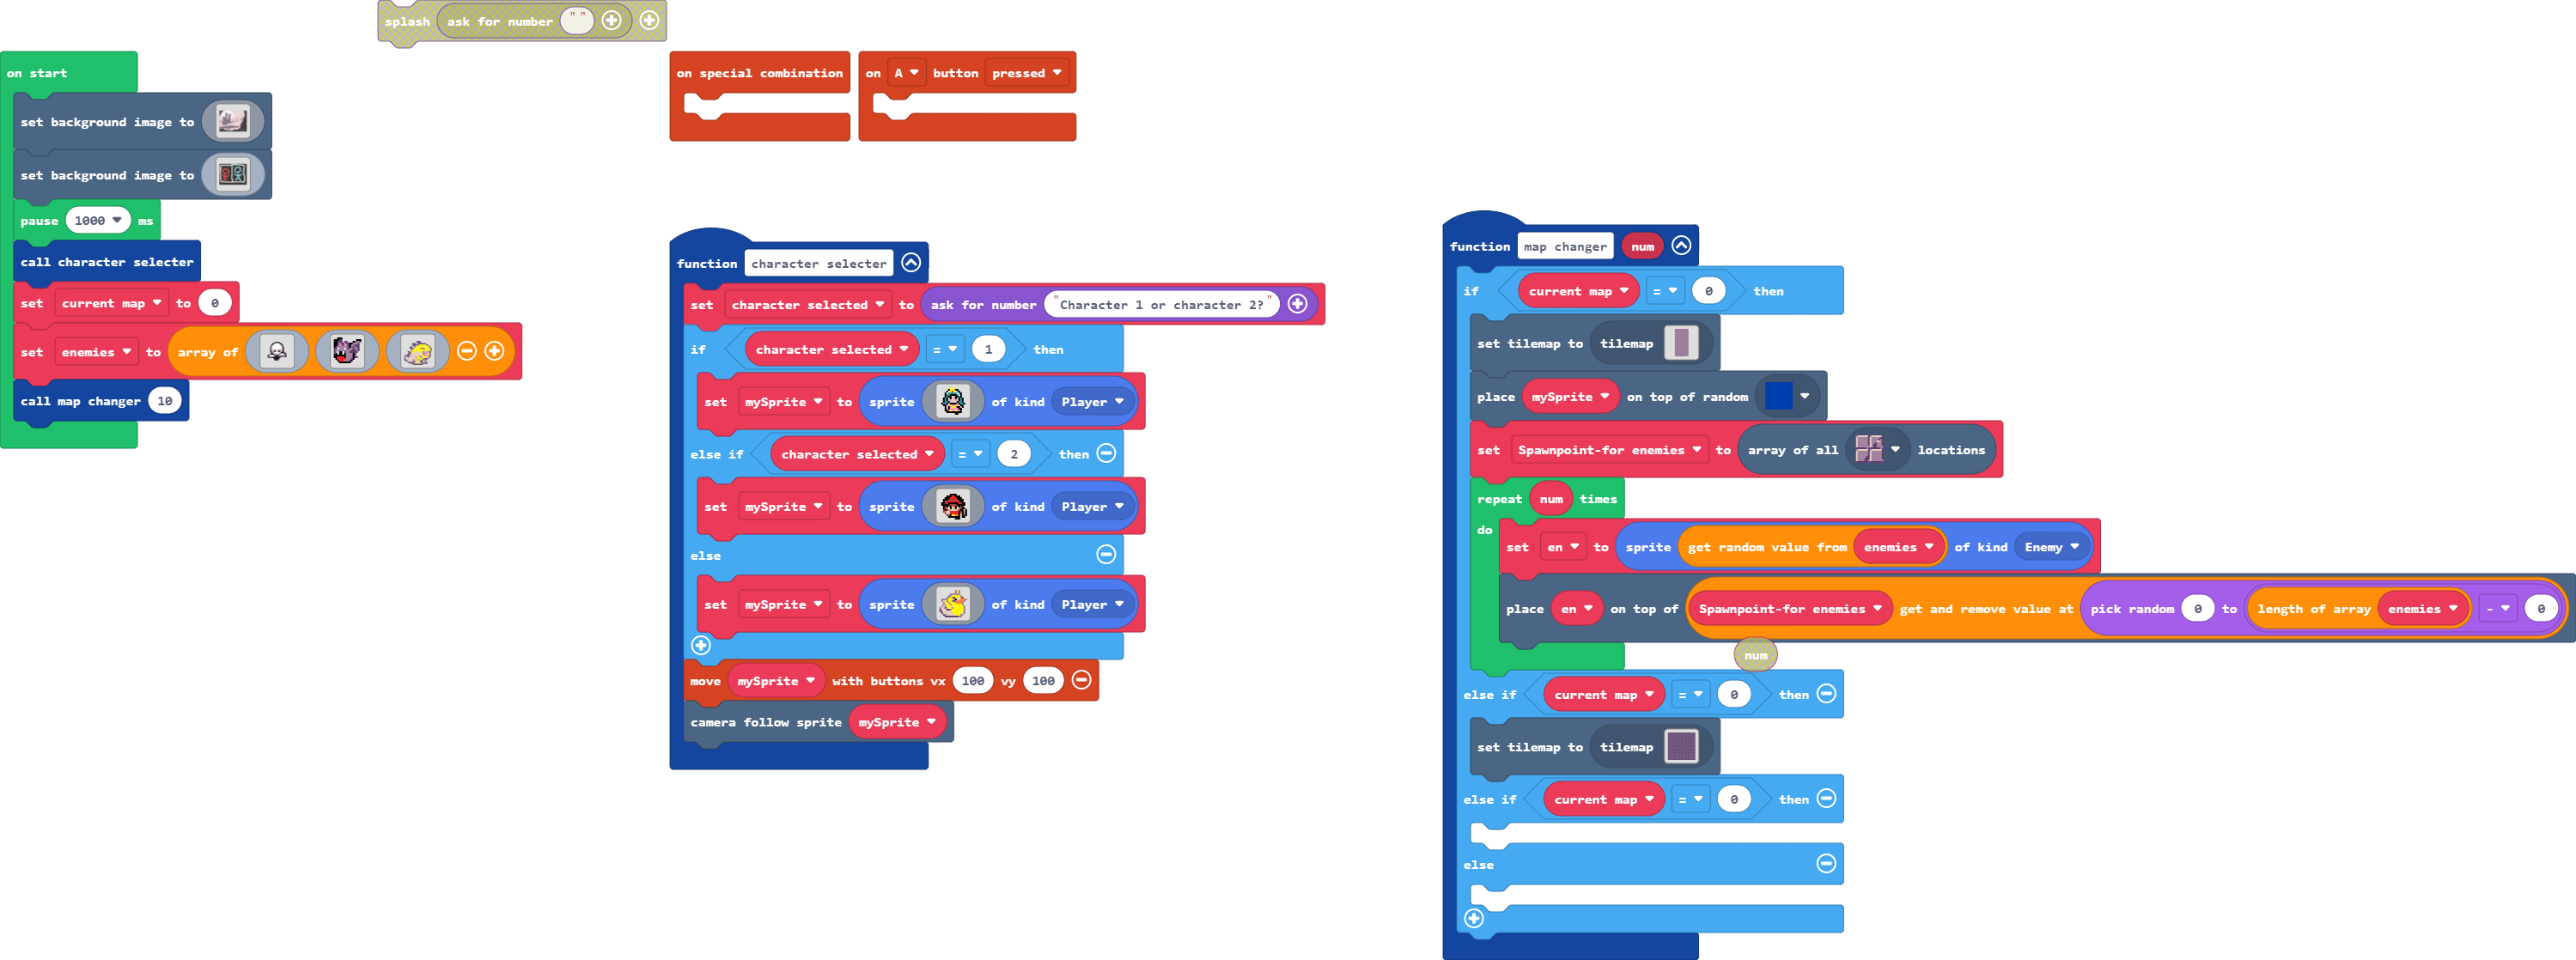 splash ask for number " "
on start
set background image to
set background image to
pause 1000 ms
call character selecter
set current map to 0
set enemies to array of
call map changer 10
on special combination
on A button pressed
function character selecter
set character selected to ask for number "Character 1 or character 2?"
if character selected = 1 then
set mySprite to sprite of kind Player
else if character selected = 2 then
set mySprite to sprite of kind Player
else
set mySprite to sprite of kind Player
move mySprite with buttons vx 100 vy 100
camera follow sprite mySprite
function map changer num
if current map = 0 then
set tilemap to tilemap
place mySprite on top of random
set Spawnpoint-for enemies to array of all locations
repeat num times
do
set en to sprite get random value from enemies of kind Enemy
place en on top of Spawnpoint-for enemies get and remove value at pick random 0 to length of array enemies - 0
num
else if current map = 0 then
set tilemap to tilemap
else if current map = 0 then
else